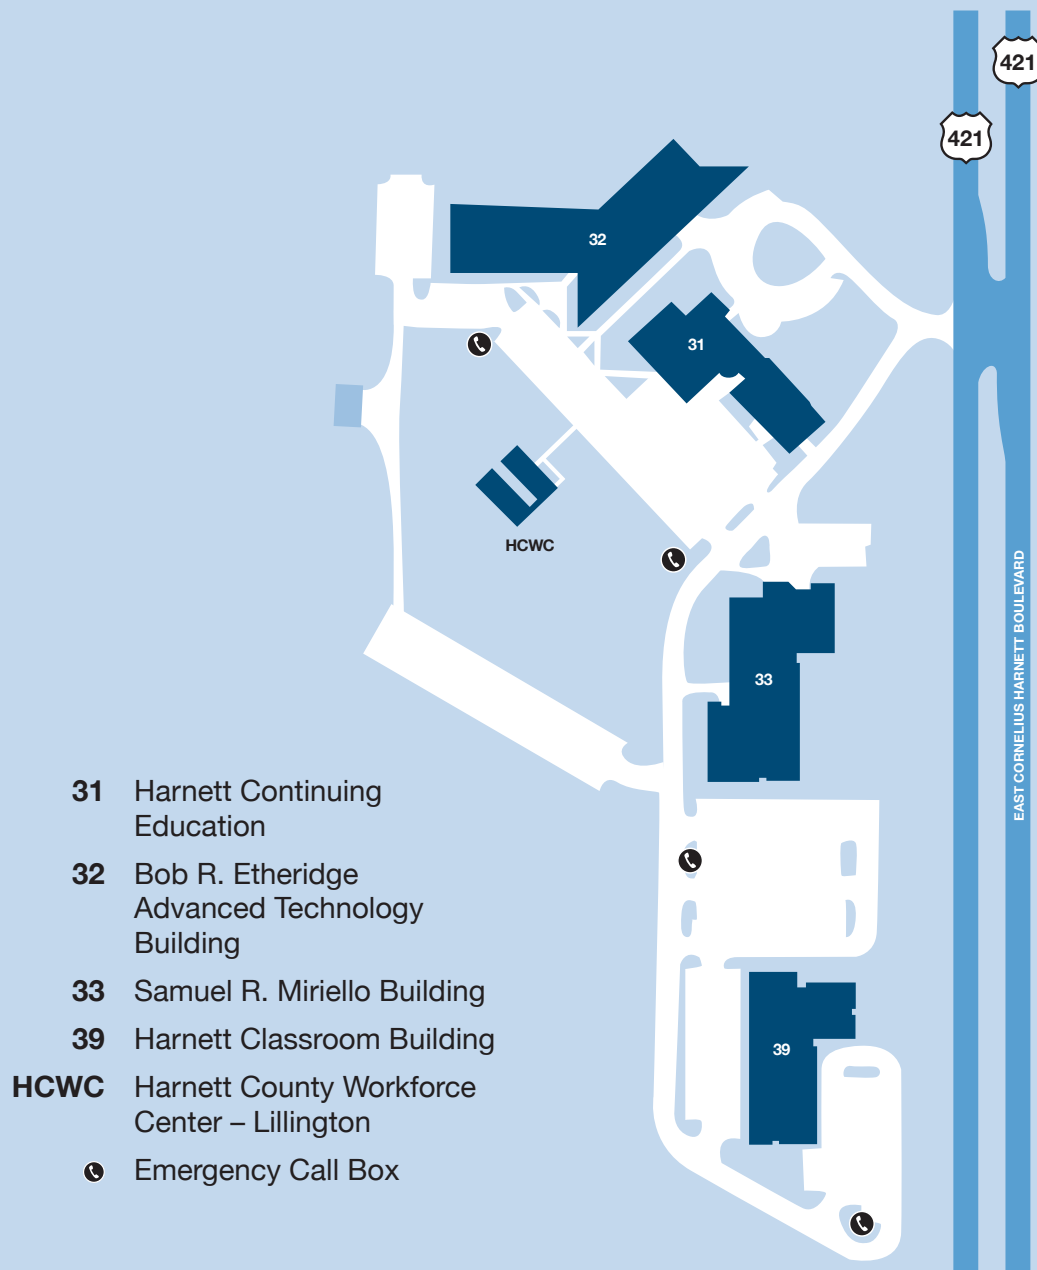 421
421
32
31
HCWC
33
EAST CORNELIUS HARNETT BOULEVARD
39
31 Harnett Continuing
Education
32 Bob R. Etheridge
Advanced Technology
Building
33 Samuel R. Miriello Building
39 Harnett Classroom Building
HCWC Harnett County Workforce
Center – Lillington
Emergency Call Box